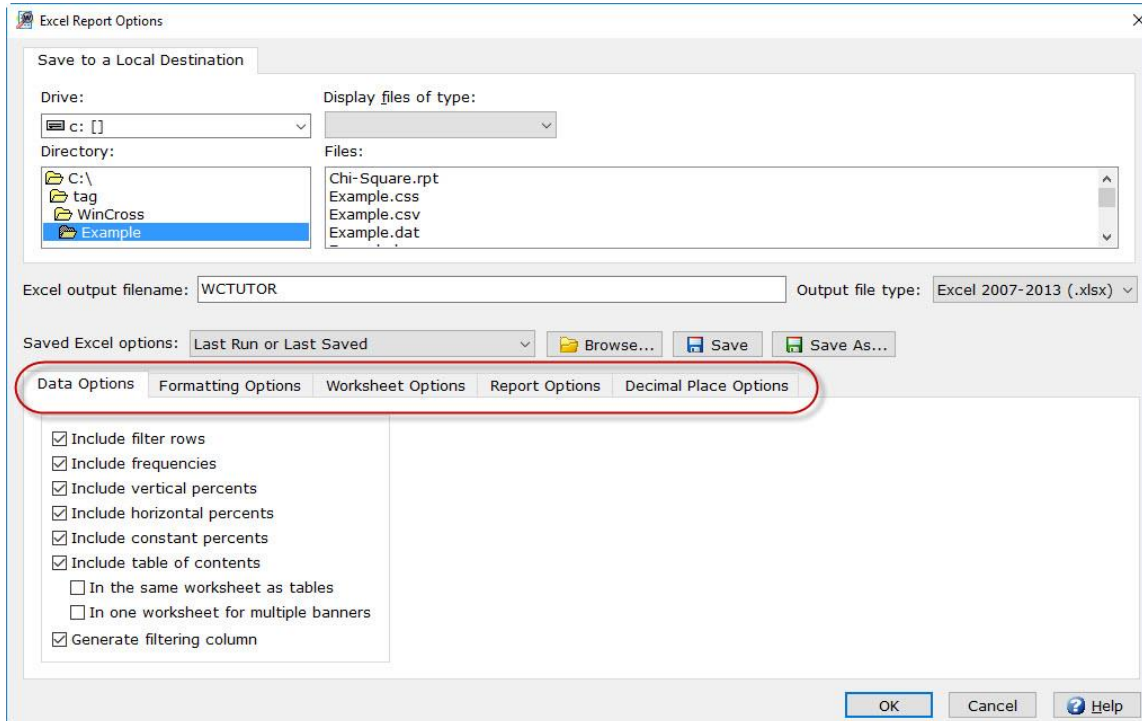 Excel Report Options
Save to a Local Destination
Drive: Display files of type:
c: []
Directory: Files:
C:\
tag
WinCross
Example
Chi-Square.rpt
Example.css
Example.csv
Example.dat
Excel output filename: WCTUTOR Output file type: Excel 2007-2013 (.xlsx)
Saved Excel options: Last Run or Last Saved Browse... Save Save As...
Data Options Formatting Options Worksheet Options Report Options Decimal Place Options
Include filter rows
Include frequencies
Include vertical percents
Include horizontal percents
Include constant percents
Include table of contents
In the same worksheet as tables
In one worksheet for multiple banners
Generate filtering column
OK Cancel Help